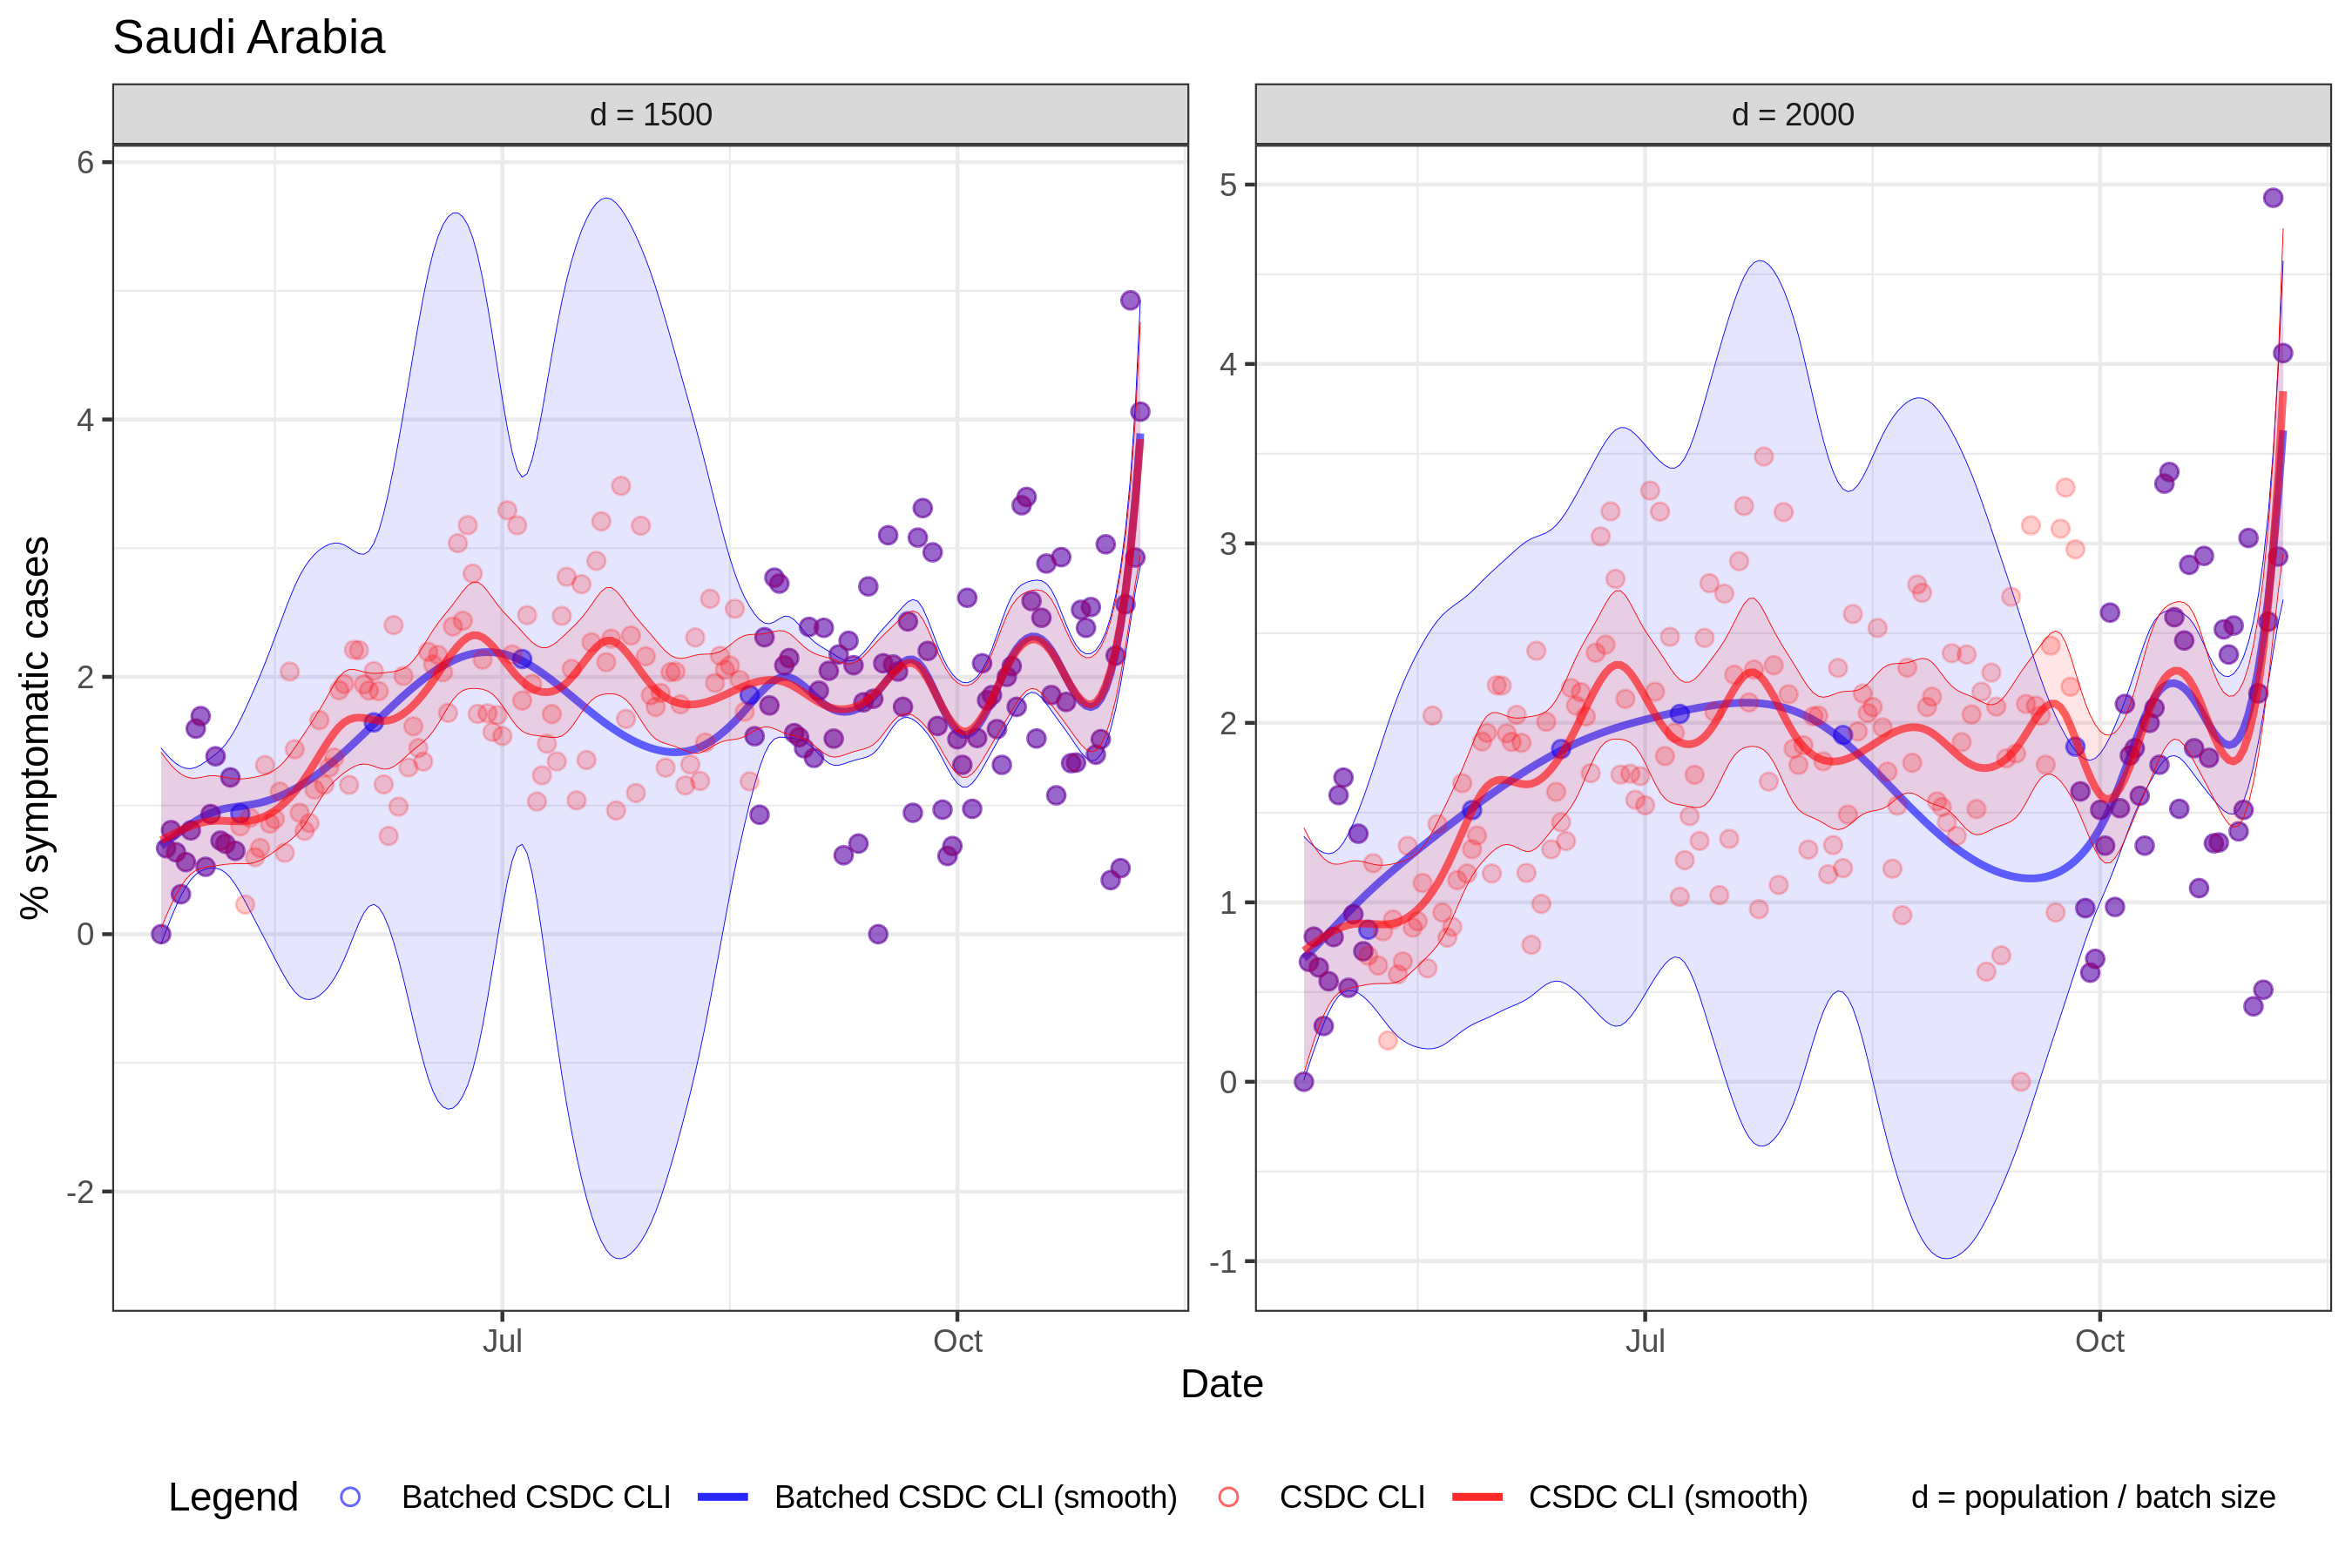 Saudi Arabia
d = 1500
d = 2000
% symptomatic cases
6
4
2
0
-2
5
4
3
2
1
0
-1
Jul
Oct
Jul
Oct
Date
Legend Batched CSDC CLI Batched CSDC CLI (smooth) CSDC CLI CSDC CLI (smooth) d = population / batch size